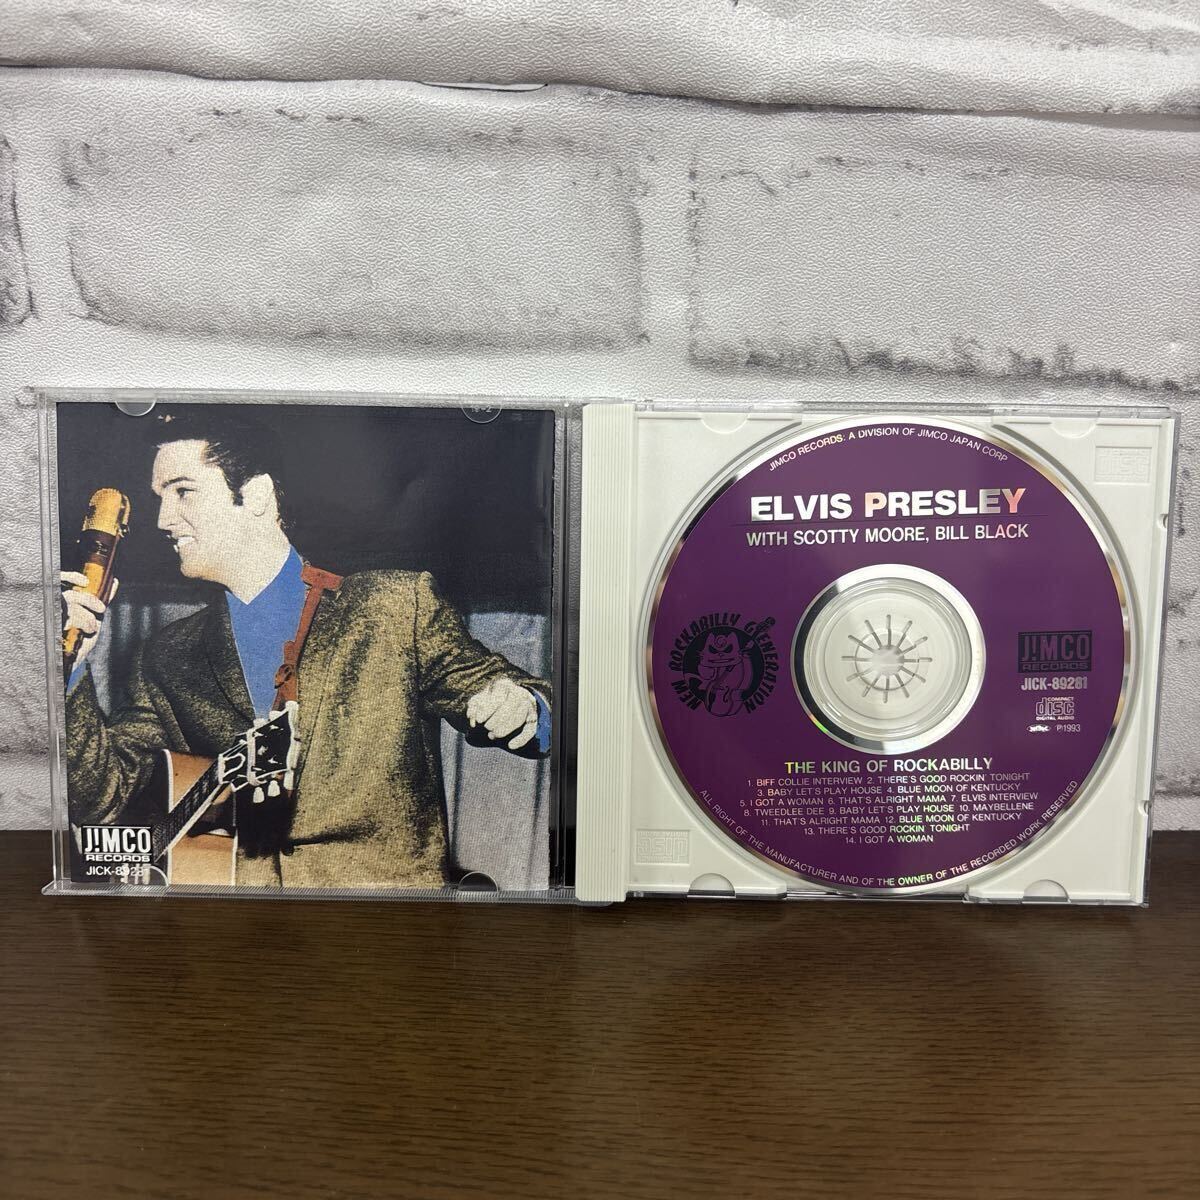 J!MCO
RECORDS
JICK-89281
JIMCO RECORDS: A DIVISION OF JIMCO JAPAN CORP
ELVIS PRESLEY
WITH SCOTTY MOORE, BILL BLACK
NEW ROCKABILLY GENERATION
J!MCO
RECORDS
JICK-89281
COMPACT
disc
DIGITAL AUDIO
℗1993
THE KING OF ROCKABILLY
1. BIFF COLLIE INTERVIEW 2. THERE'S GOOD ROCKIN' TONIGHT
3. BABY LET'S PLAY HOUSE 4. BLUE MOON OF KENTUCKY
5. I GOT A WOMAN 6. THAT'S ALRIGHT MAMA 7. ELVIS INTERVIEW
8. TWEEDLEE DEE 9. BABY LET'S PLAY HOUSE 10. MAYBELLENE
11. THAT'S ALRIGHT MAMA 12. BLUE MOON OF KENTUCKY
13. THERE'S GOOD ROCKIN' TONIGHT
14. I GOT A WOMAN
ALL RIGHT OF THE MANUFACTURER AND OF THE OWNER OF THE RECORDED WORK RESERVED